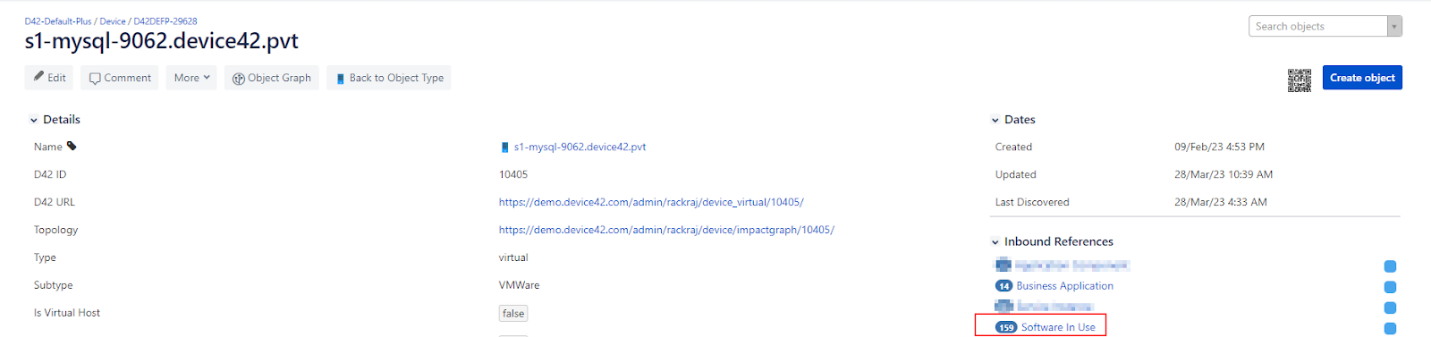 D42-Default-Plus / Device / D42DEFP-29628
s1-mysql-9062.device42.pvt
Search objects
Edit Comment More Object Graph Back to Object Type
Create object
Details
Name s1-mysql-9062.device42.pvt
D42 ID 10405
D42 URL https://demo.device42.com/admin/rackraj/device_virtual/10405/
Topology https://demo.device42.com/admin/rackraj/device/impactgraph/10405/
Type virtual
Subtype VMWare
Is Virtual Host false
Dates
Created 09/Feb/23 4:53 PM
Updated 28/Mar/23 10:39 AM
Last Discovered 28/Mar/23 4:33 AM
Inbound References
14 Business Application
159 Software In Use